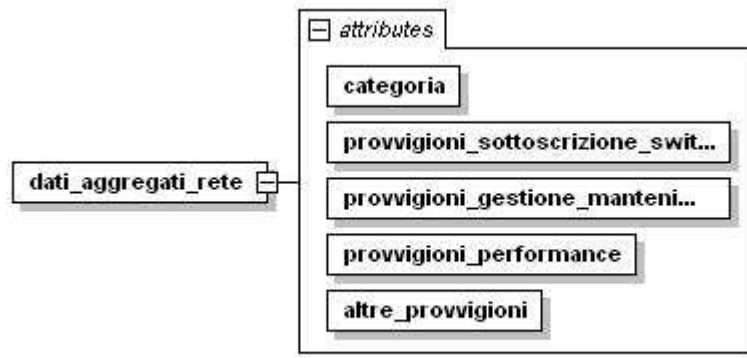 attributes
categoria
provvigioni_sottoscrizione_swit...
dati_aggregati_rete
provvigioni_gestione_manteni...
provvigioni_performance
altre_provvigioni